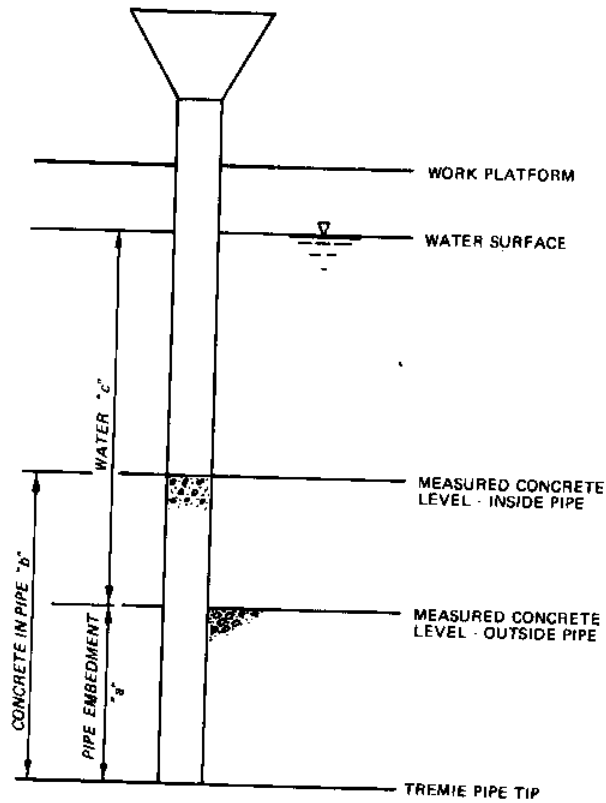 WORK PLATFORM
WATER SURFACE
WATER "c"
MEASURED CONCRETE
LEVEL - INSIDE PIPE
CONCRETE IN PIPE "b"
PIPE EMBEDMENT
"a"
MEASURED CONCRETE
LEVEL - OUTSIDE PIPE
TREMIE PIPE TIP